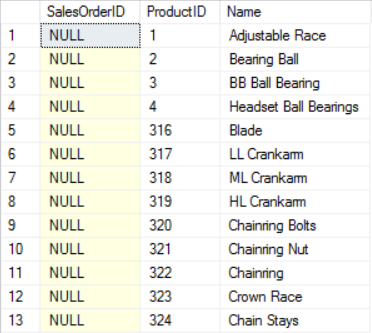 SalesOrderID ProductID Name
1 NULL 1 Adjustable Race
2 NULL 2 Bearing Ball
3 NULL 3 BB Ball Bearing
4 NULL 4 Headset Ball Bearings
5 NULL 316 Blade
6 NULL 317 LL Crankarm
7 NULL 318 ML Crankarm
8 NULL 319 HL Crankarm
9 NULL 320 Chainring Bolts
10 NULL 321 Chainring Nut
11 NULL 322 Chainring
12 NULL 323 Crown Race
13 NULL 324 Chain Stays